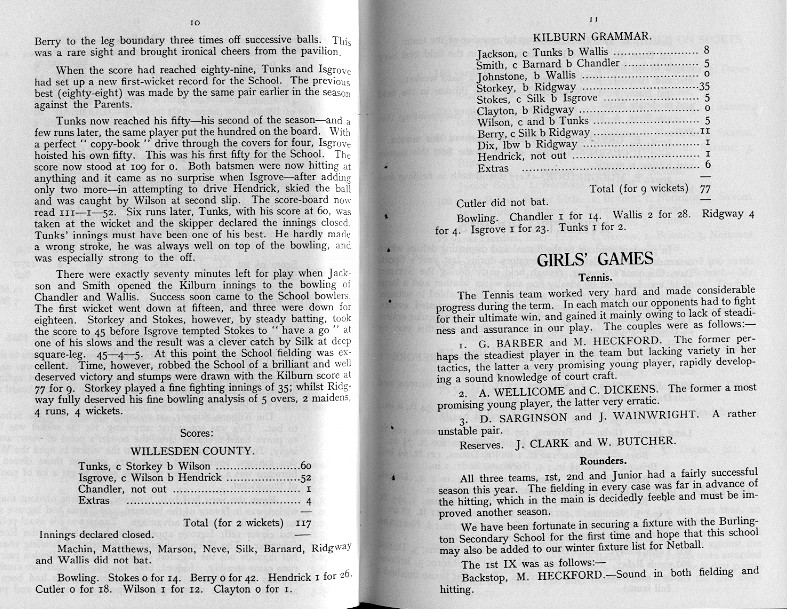 10
Berry to the leg boundary three times off successive balls. This
was a rare sight and brought ironical cheers from the pavilion.
When the score had reached eighty-nine, Tunks and Isgrove
had set up a new first-wicket record for the School. The previous
best (eighty-eight) was made by the same pair earlier in the season
against the Parents.
Tunks now reached his fifty—his second of the season—and a
few runs later, the same player put the hundred on the board. With
a perfect " copy-book " drive through the covers for four, Isgrove
hoisted his own fifty. This was his first fifty for the School. The
score now stood at 109 for 0. Both batsmen were now hitting at
anything and it came as no surprise when Isgrove—after adding
only two more—in attempting to drive Hendrick, skied the ball
and was caught by Wilson at second slip. The score-board now
read 111—1—52. Six runs later, Tunks, with his score at 60, was
taken at the wicket and the skipper declared the innings closed.
Tunks' innings must have been one of his best. He hardly made
a wrong stroke, he was always well on top of the bowling, and
was especially strong to the off.
There were exactly seventy minutes left for play when Jack-
son and Smith opened the Kilburn innings to the bowling of
Chandler and Wallis. Success soon came to the School bowlers.
The first wicket went down at fifteen, and three were down for
eighteen. Storkey and Stokes, however, by steady batting, took
the score to 45 before Isgrove tempted Stokes to " have a go " at
one of his slows and the result was a clever catch by Silk at deep
square-leg. 45—4—5. At this point the School fielding was ex-
cellent. Time, however, robbed the School of a brilliant and well
deserved victory and stumps were drawn with the Kilburn score at
77 for 9. Storkey played a fine fighting innings of 35; whilst Ridg-
way fully deserved his fine bowling analysis of 5 overs, 2 maidens,
4 runs, 4 wickets.
Scores:
WILLESDEN COUNTY.
Tunks, c Storkey b Wilson .....................60
Isgrove, c Wilson b Hendrick ...................52
Chandler, not out ................................ 1
Extras ........................................... 4
Total (for 2 wickets) 117
Innings declared closed.
Machin, Matthews, Marson, Neve, Silk, Barnard, Ridgway
and Wallis did not bat.
Bowling. Stokes 0 for 14. Berry 0 for 42. Hendrick 1 for 26.
Cutler 0 for 18. Wilson 1 for 12. Clayton 0 for 1.
11
KILBURN GRAMMAR.
Jackson, c Tunks b Wallis ..................... 8
Smith, c Barnard b Chandler ................... 5
Johnstone, b Wallis ............................. 0
Storkey, b Ridgway .............................35
Stokes, c Silk b Isgrove ........................ 5
Clayton, b Ridgway ............................. 0
Wilson, c and b Tunks .......................... 5
Berry, c Silk b Ridgway .........................11
Dix, lbw b Ridgway ............................. 1
Hendrick, not out ............................... 1
Extras ........................................... 6
Total (for 9 wickets) 77
Cutler did not bat.
Bowling. Chandler 1 for 14. Wallis 2 for 28. Ridgway 4
for 4. Isgrove 1 for 23. Tunks 1 for 2.
GIRLS' GAMES
Tennis.
The Tennis team worked very hard and made considerable
progress during the term. In each match our opponents had to fight
for their ultimate win, and gained it mainly owing to lack of steadi-
ness and assurance in our play. The couples were as follows:—
1. G. BARBER and M. HECKFORD. The former per-
haps the steadiest player in the team but lacking variety in her
tactics, the latter a very promising young player, rapidly develop-
ing a sound knowledge of court craft.
2. A. WELLICOME and C. DICKENS. The former a most
promising young player, the latter very erratic.
3. D. SARGINSON and J. WAINWRIGHT. A rather
unstable pair.
Reserves. J. CLARK and W. BUTCHER.
Rounders.
All three teams, 1st, 2nd and Junior had a fairly successful
season this year. The fielding in every case was far in advance of
the hitting, which in the main is decidedly feeble and must be im-
proved another season.
We have been fortunate in securing a fixture with the Burling-
ton Secondary School for the first time and hope that this school
may also be added to our winter fixture list for Netball.
The 1st IX was as follows:—
Backstop, M. HECKFORD.—Sound in both fielding and
hitting.